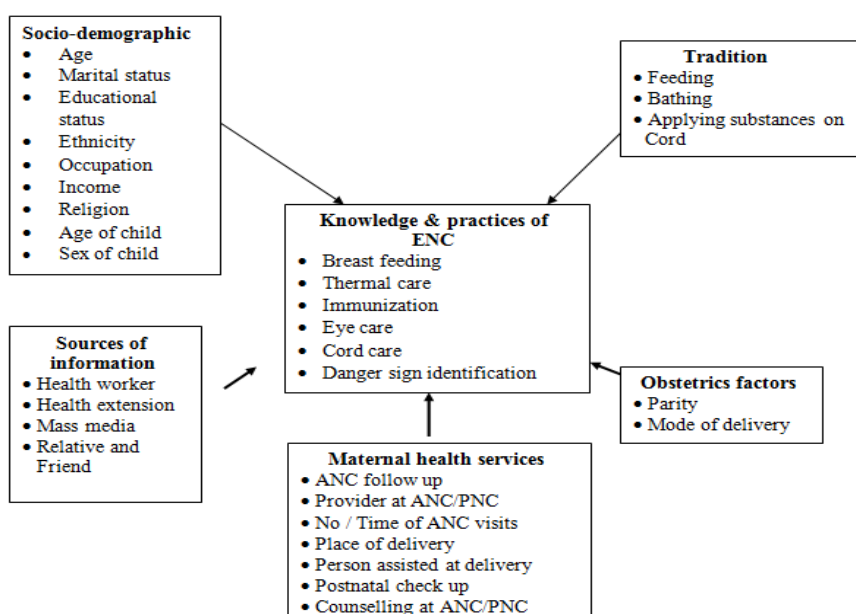 Socio-demographic
• Age
• Marital status
• Educational
status
• Ethnicity
• Occupation
• Income
• Religion
• Age of child
• Sex of child
Tradition
• Feeding
• Bathing
• Applying substances on
Cord
Knowledge & practices of
ENC
• Breast feeding
• Thermal care
• Immunization
• Eye care
• Cord care
• Danger sign identification
Sources of
information
• Health worker
• Health extension
• Mass media
• Relative and
Friend
Obstetrics factors
• Parity
• Mode of delivery
Maternal health services
• ANC follow up
• Provider at ANC/PNC
• No / Time of ANC visits
• Place of delivery
• Person assisted at delivery
• Postnatal check up
• Counselling at ANC/PNC